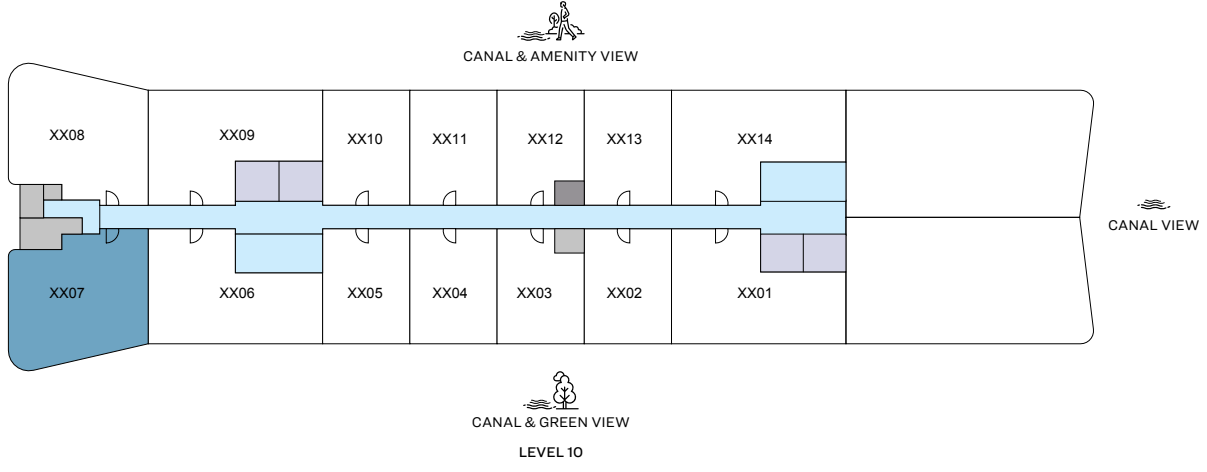 CANAL & AMENITY VIEW
XX08
XX09
XX10
XX11
XX12
XX13
XX14
CANAL VIEW
XX07
XX06
XX05
XX04
XX03
XX02
XX01
CANAL & GREEN VIEW
LEVEL 10